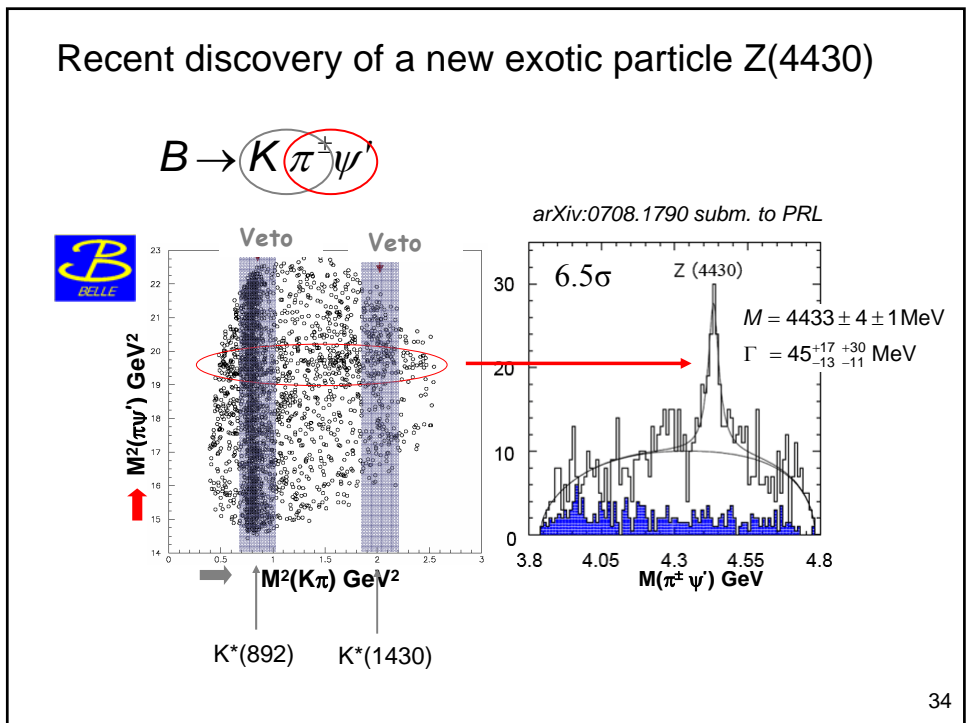 Recent discovery of a new exotic particle Z(4430)
B → K π± ψ'
arXiv:0708.1790 subm. to PRL
BELLE
Veto Veto
M²(πψ') GeV²
23
22
21
20
19
18
17
16
15
14
0 0.5 1 1.5 2 2.5 3
M²(Kπ) GeV²
K*(892) K*(1430)
6.5σ
Z (4430)
30
20
10
0
3.8 4.05 4.3 4.55 4.8
M(π± ψ') GeV
M = 4433 ± 4 ± 1 MeV
Γ = 45 +17 −13 +30 −11 MeV
34